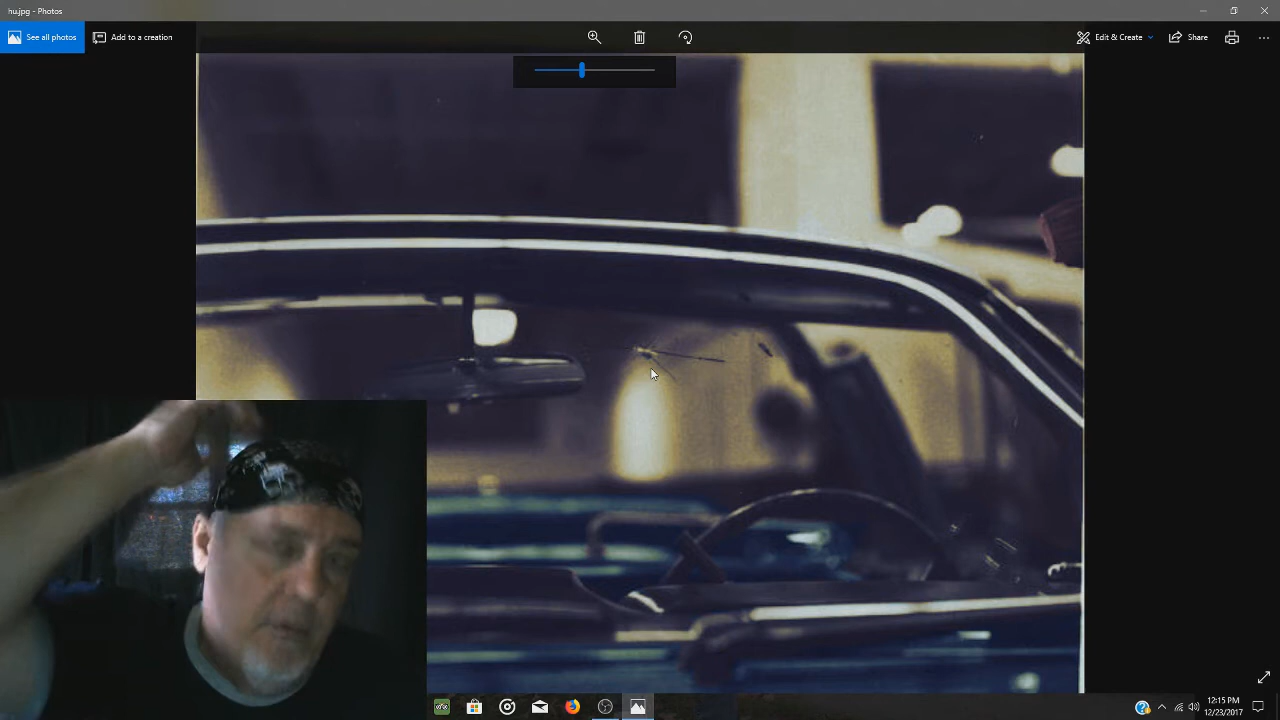 hu.jpg - Photos
See all photos
Add to a creation
Edit & Create
Share
12:15 PM
12/23/2017